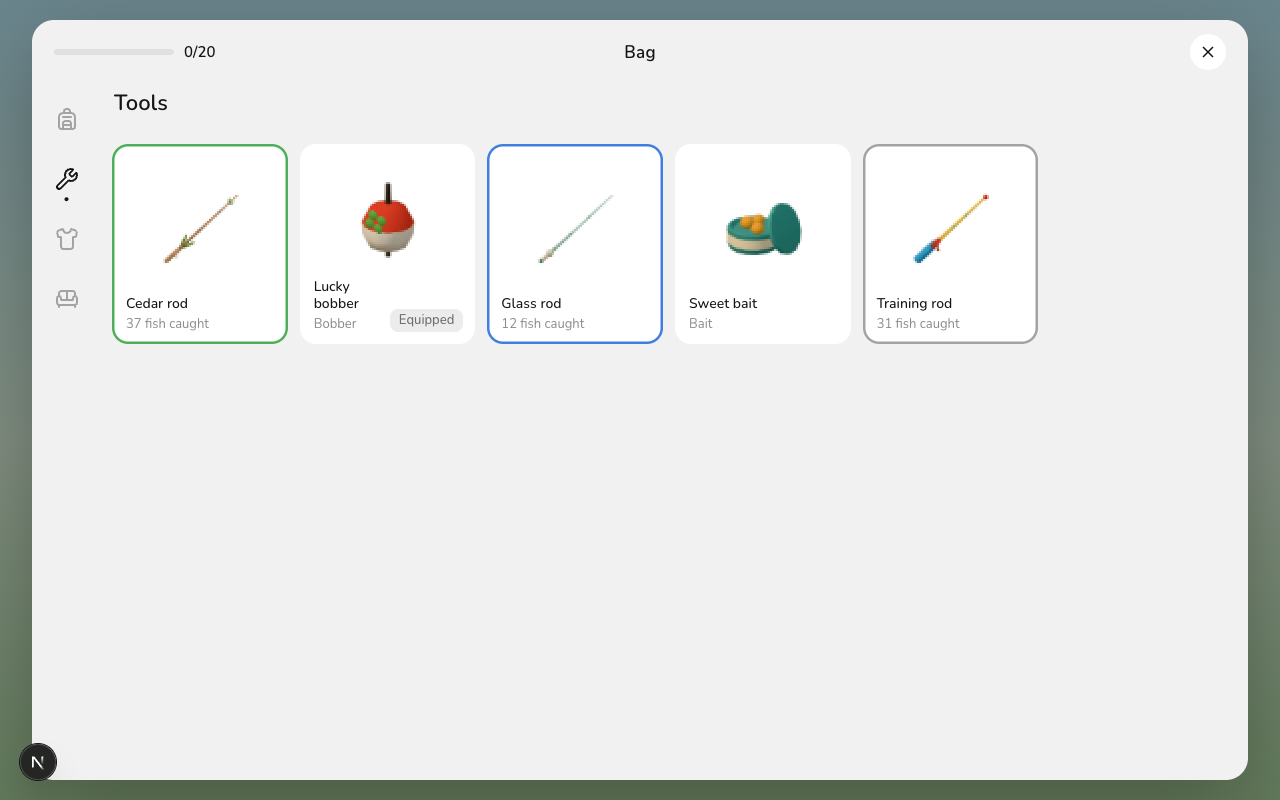 0/20
Bag
Tools
Cedar rod
37 fish caught
Lucky
bobber
Bobber
Equipped
Glass rod
12 fish caught
Sweet bait
Bait
Training rod
31 fish caught
N